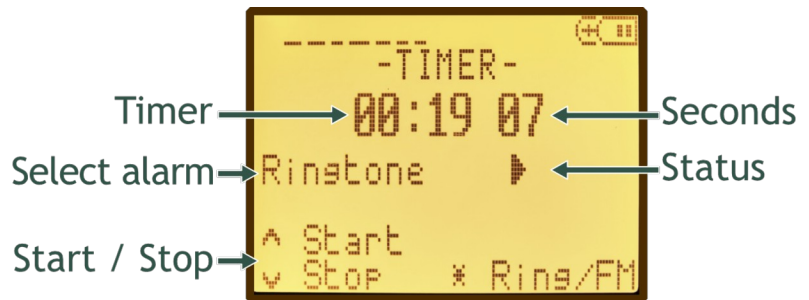 -TIMER-
Timer 00:19 07 Seconds
Select alarm Ringtone Status
^ Start
Start / Stop
v Stop * Ring/FM